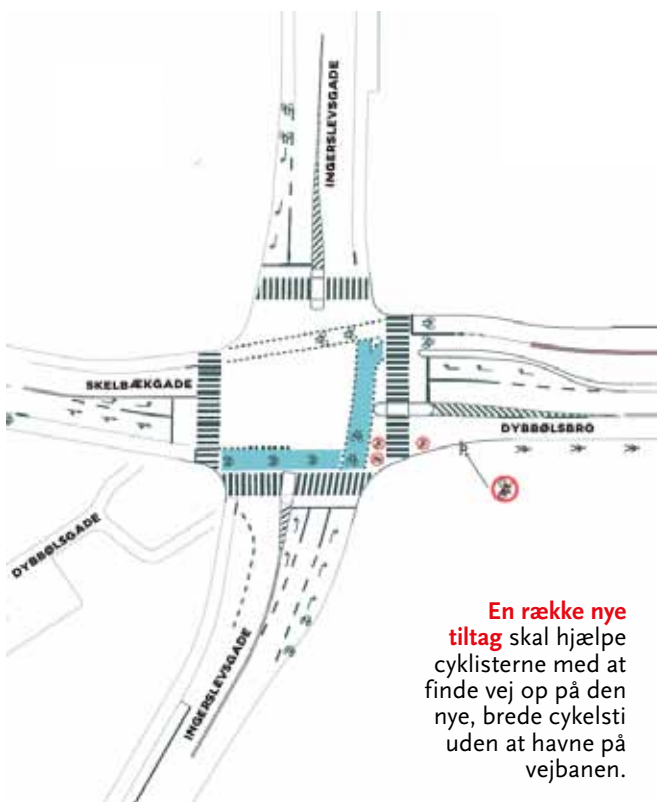 INGERSLEVSGADE
SKELBÆKGADE
DYBBØLSBRO
DYBBØLSGADE
INGERSLEVSGADE
En række nye
tiltag skal hjælpe
cyklisterne med at
finde vej op på den
nye, brede cykelsti
uden at havne på
vejbanen.